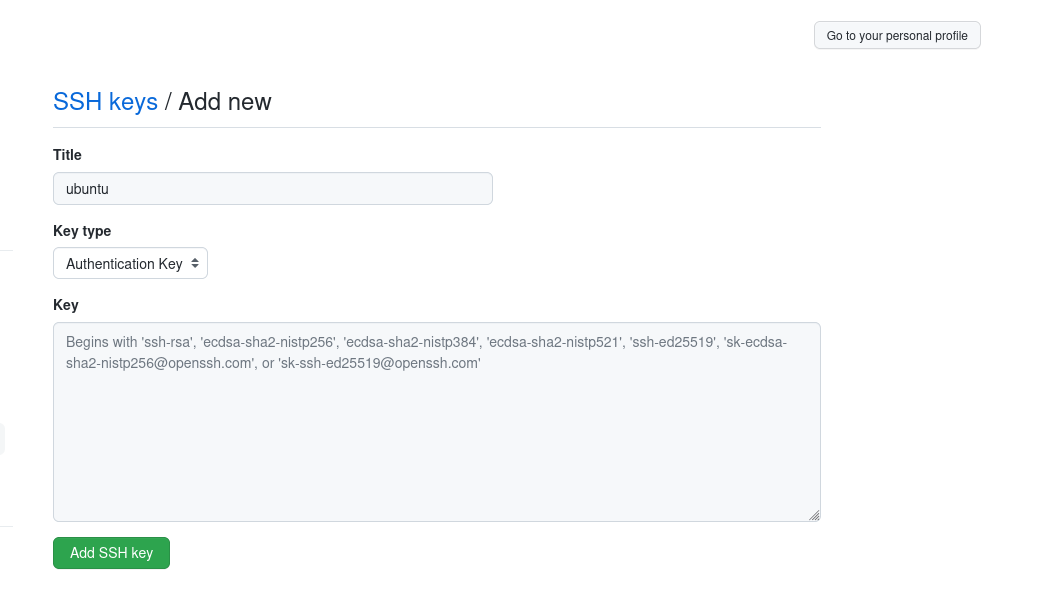 Go to your personal profile
SSH keys / Add new
Title
ubuntu
Key type
Authentication Key
Key
Begins with 'ssh-rsa', 'ecdsa-sha2-nistp256', 'ecdsa-sha2-nistp384', 'ecdsa-sha2-nistp521', 'ssh-ed25519', 'sk-ecdsa-
sha2-nistp256@openssh.com', or 'sk-ssh-ed25519@openssh.com'
Add SSH key